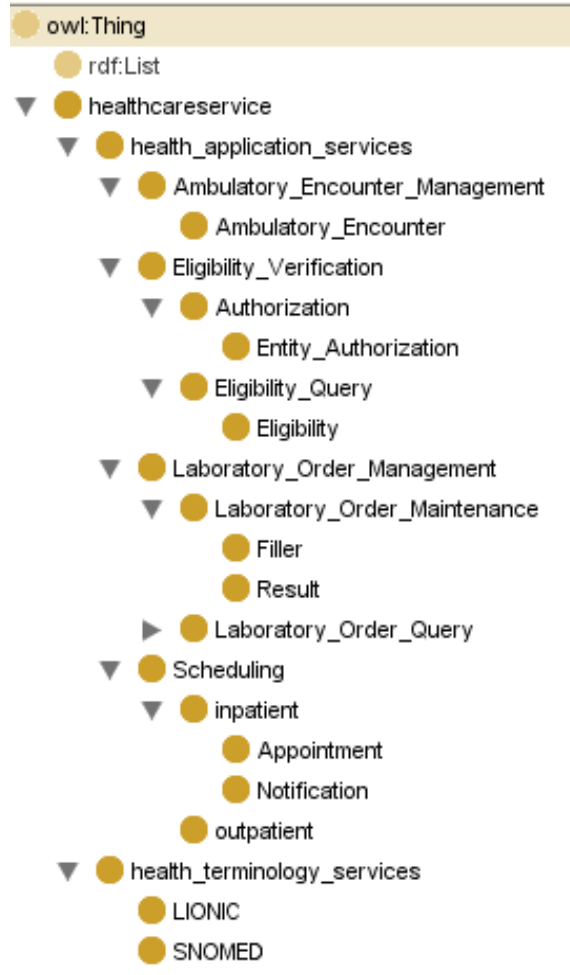 owl:Thing
rdf:List
healthcareservice
health_application_services
Ambulatory_Encounter_Management
Ambulatory_Encounter
Eligibility_Verification
Authorization
Entity_Authorization
Eligibility_Query
Eligibility
Laboratory_Order_Management
Laboratory_Order_Maintenance
Filler
Result
Laboratory_Order_Query
Scheduling
inpatient
Appointment
Notification
outpatient
health_terminology_services
LIONIC
SNOMED